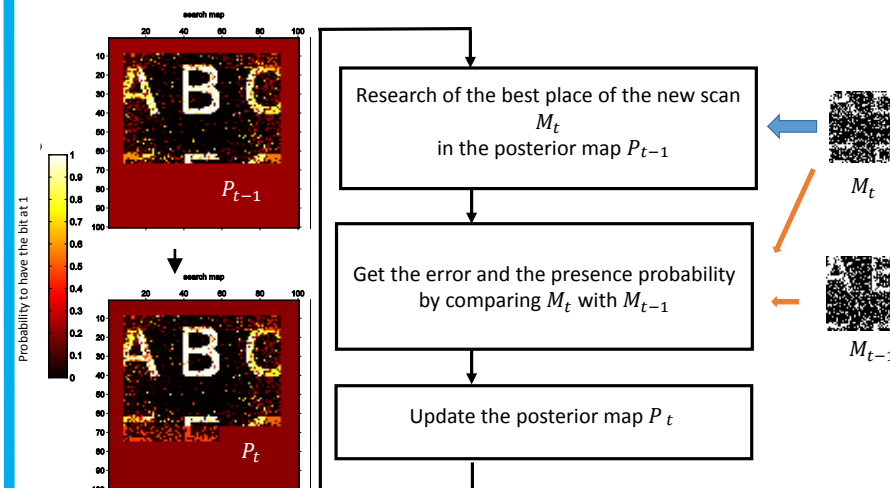 search map
20 40 60 80 100
10
20
30
40
50
60
70
80
90
100
A B C
P_{t-1}
Probability to have the bit at 1
1
0.9
0.8
0.7
0.6
0.5
0.4
0.3
0.2
0.1
0
search map
20 40 60 80 100
10
20
30
40
50
60
70
80
90
100
A B C
P_t
Research of the best place of the new scan
M_t
in the posterior map P_{t-1}
Get the error and the presence probability
by comparing M_t with M_{t-1}
Update the posterior map P_t
M_t
A B
M_{t-1}